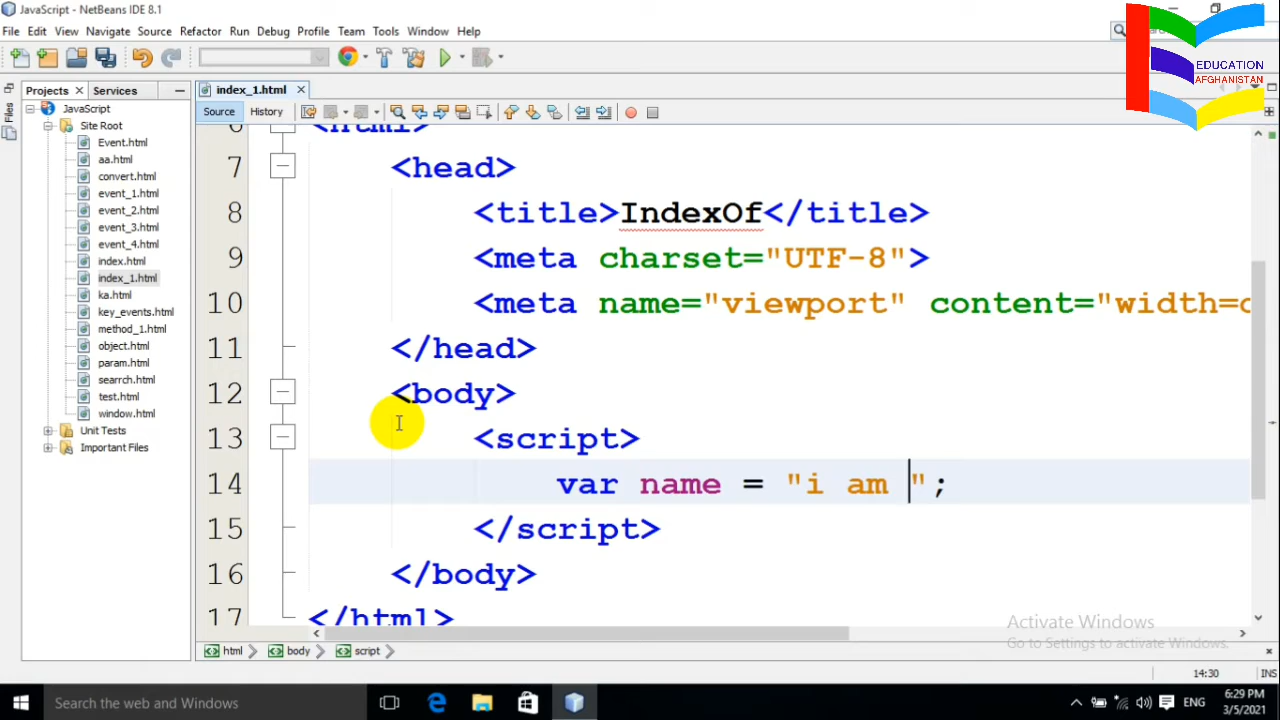 JavaScript - NetBeans IDE 8.1
File Edit View Navigate Source Refactor Run Debug Profile Team Tools Window Help
EDUCATION
AFGHANISTAN
Files
Projects Services
JavaScript
Site Root
Event.html
aa.html
convert.html
event_1.html
event_2.html
event_3.html
event_4.html
index.html
index_1.html
ka.html
key_events.html
method_1.html
object.html
param.html
searrch.html
test.html
window.html
Unit Tests
Important Files
index_1.html
Source History
6 <html>
7 <head>
8 <title>IndexOf</title>
9 <meta charset="UTF-8">
10 <meta name="viewport" content="width=
11 </head>
12 <body>
13 <script>
14 var name = "i am ";
15 </script>
16 </body>
17 </html>
Activate Windows
Go to Settings to activate Windows.
html body script
14:30 INS
Search the web and Windows
ENG
6:29 PM
3/5/2021